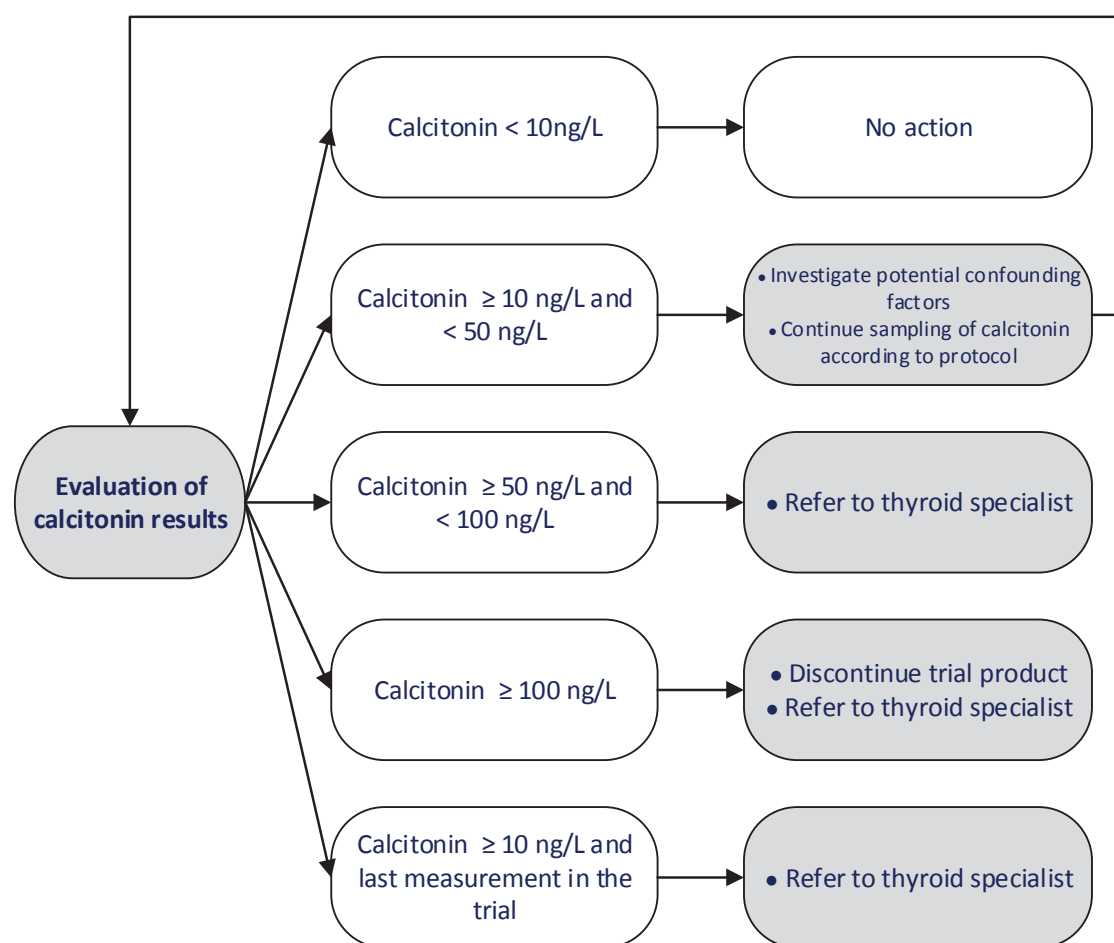 Calcitonin < 10ng/L
No action
Calcitonin ≥ 10 ng/L and
< 50 ng/L
• Investigate potential confounding
factors
• Continue sampling of calcitonin
according to protocol
Evaluation of
calcitonin results
Calcitonin ≥ 50 ng/L and
< 100 ng/L
• Refer to thyroid specialist
Calcitonin ≥ 100 ng/L
• Discontinue trial product
• Refer to thyroid specialist
Calcitonin ≥ 10 ng/L and
last measurement in the
trial
• Refer to thyroid specialist